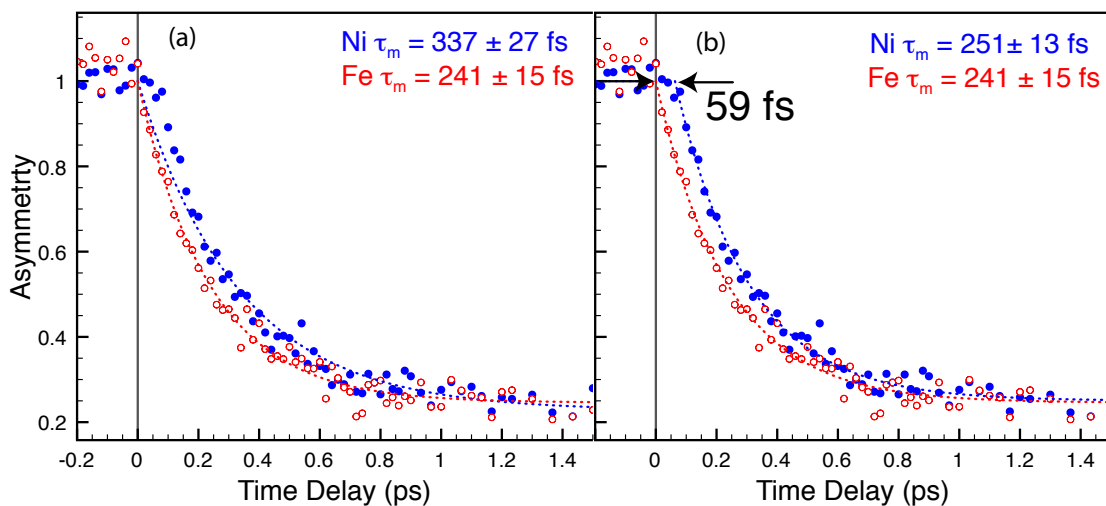 (a)
Ni τm = 337 ± 27 fs
Fe τm = 241 ± 15 fs
(b)
Ni τm = 251± 13 fs
Fe τm = 241 ± 15 fs
59 fs
Asymmetrty
1
0.8
0.6
0.4
0.2
-0.2 0 0.2 0.4 0.6 0.8 1 1.2 1.4
0 0.2 0.4 0.6 0.8 1 1.2 1.4
Time Delay (ps)
Time Delay (ps)